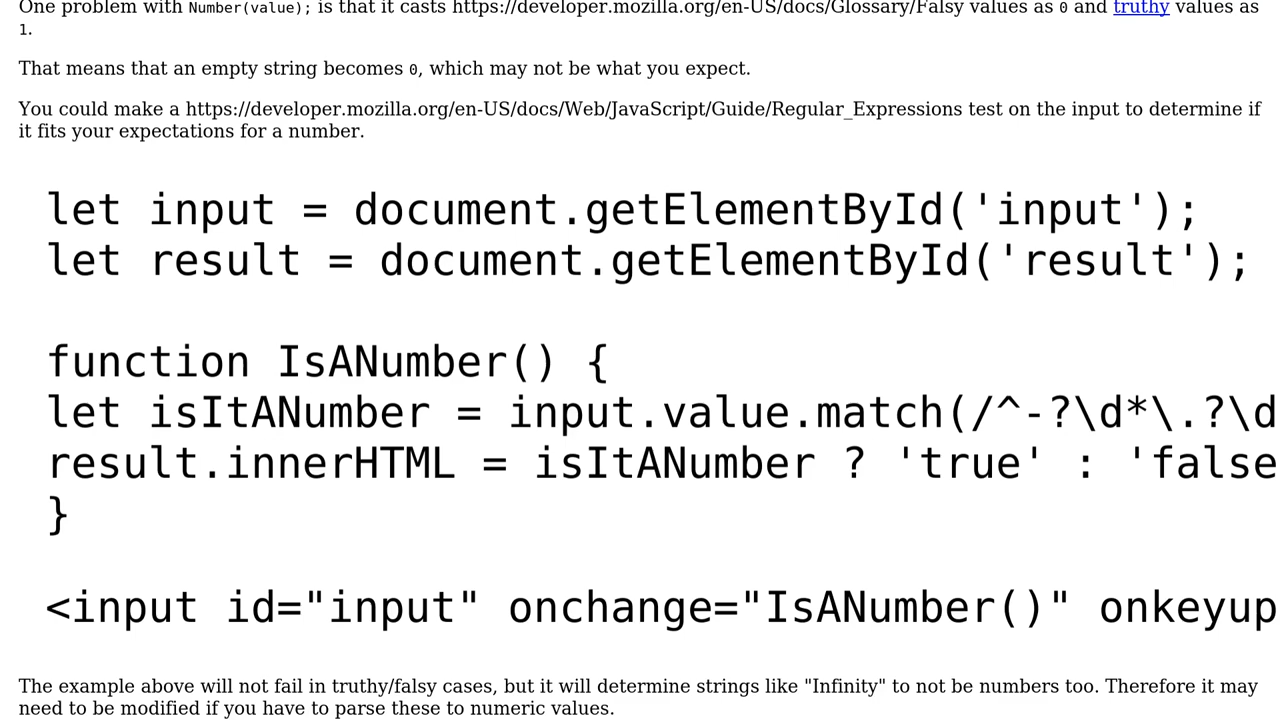 One problem with Number(value); is that it casts https://developer.mozilla.org/en-US/docs/Glossary/Falsy values as 0 and truthy values as
1.
That means that an empty string becomes 0, which may not be what you expect.
You could make a https://developer.mozilla.org/en-US/docs/Web/JavaScript/Guide/Regular_Expressions test on the input to determine if
it fits your expectations for a number.
let input = document.getElementById('input');
let result = document.getElementById('result');
function IsANumber() {
let isItANumber = input.value.match(/^-?\d*\.?\d
result.innerHTML = isItANumber ? 'true' : 'false
}
<input id="input" onchange="IsANumber()" onkeyup
The example above will not fail in truthy/falsy cases, but it will determine strings like "Infinity" to not be numbers too. Therefore it may
need to be modified if you have to parse these to numeric values.